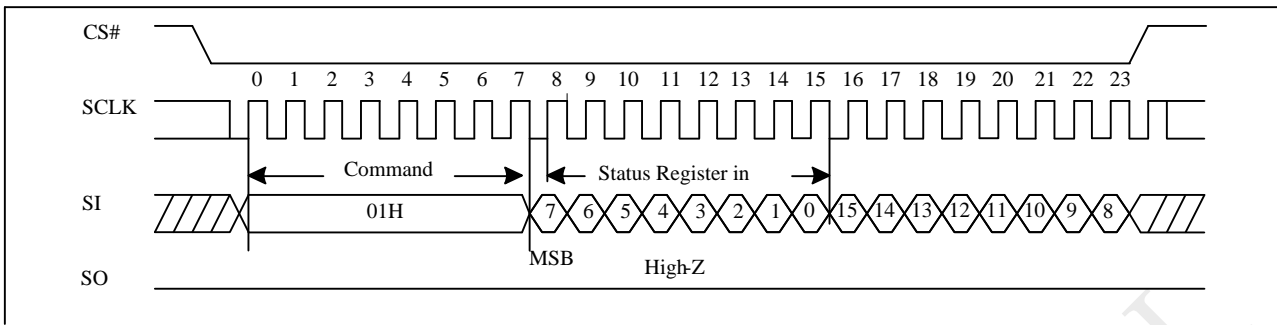 CS#
0 1 2 3 4 5 6 7 8 9 10 11 12 13 14 15 16 17 18 19 20 21 22 23
SCLK
Command Status Register in
SI 01H 7 6 5 4 3 2 1 0 15 14 13 12 11 10 9 8
MSB High-Z
SO